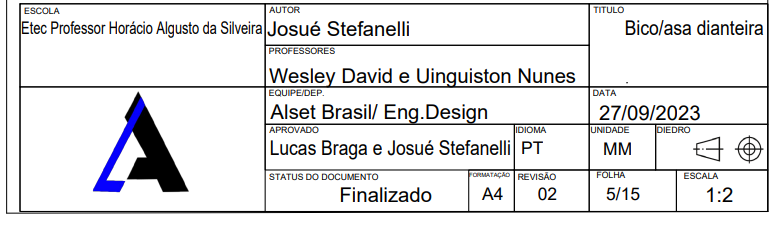 ESCOLA
Etec Professor Horácio Algusto da Silveira
AUTOR
Josué Stefanelli
TITULO
Bico/asa dianteira
PROFESSORES
Wesley David e Uinguiston Nunes
EQUIPE/DEP.
Alset Brasil/ Eng.Design
DATA
27/09/2023
APROVADO
Lucas Braga e Josué Stefanelli
IDIOMA
PT
UNIDADE
MM
DIEDRO
STATUS DO DOCUMENTO
Finalizado
FORMATAÇÃO
A4
REVISÃO
02
FOLHA
5/15
ESCALA
1:2